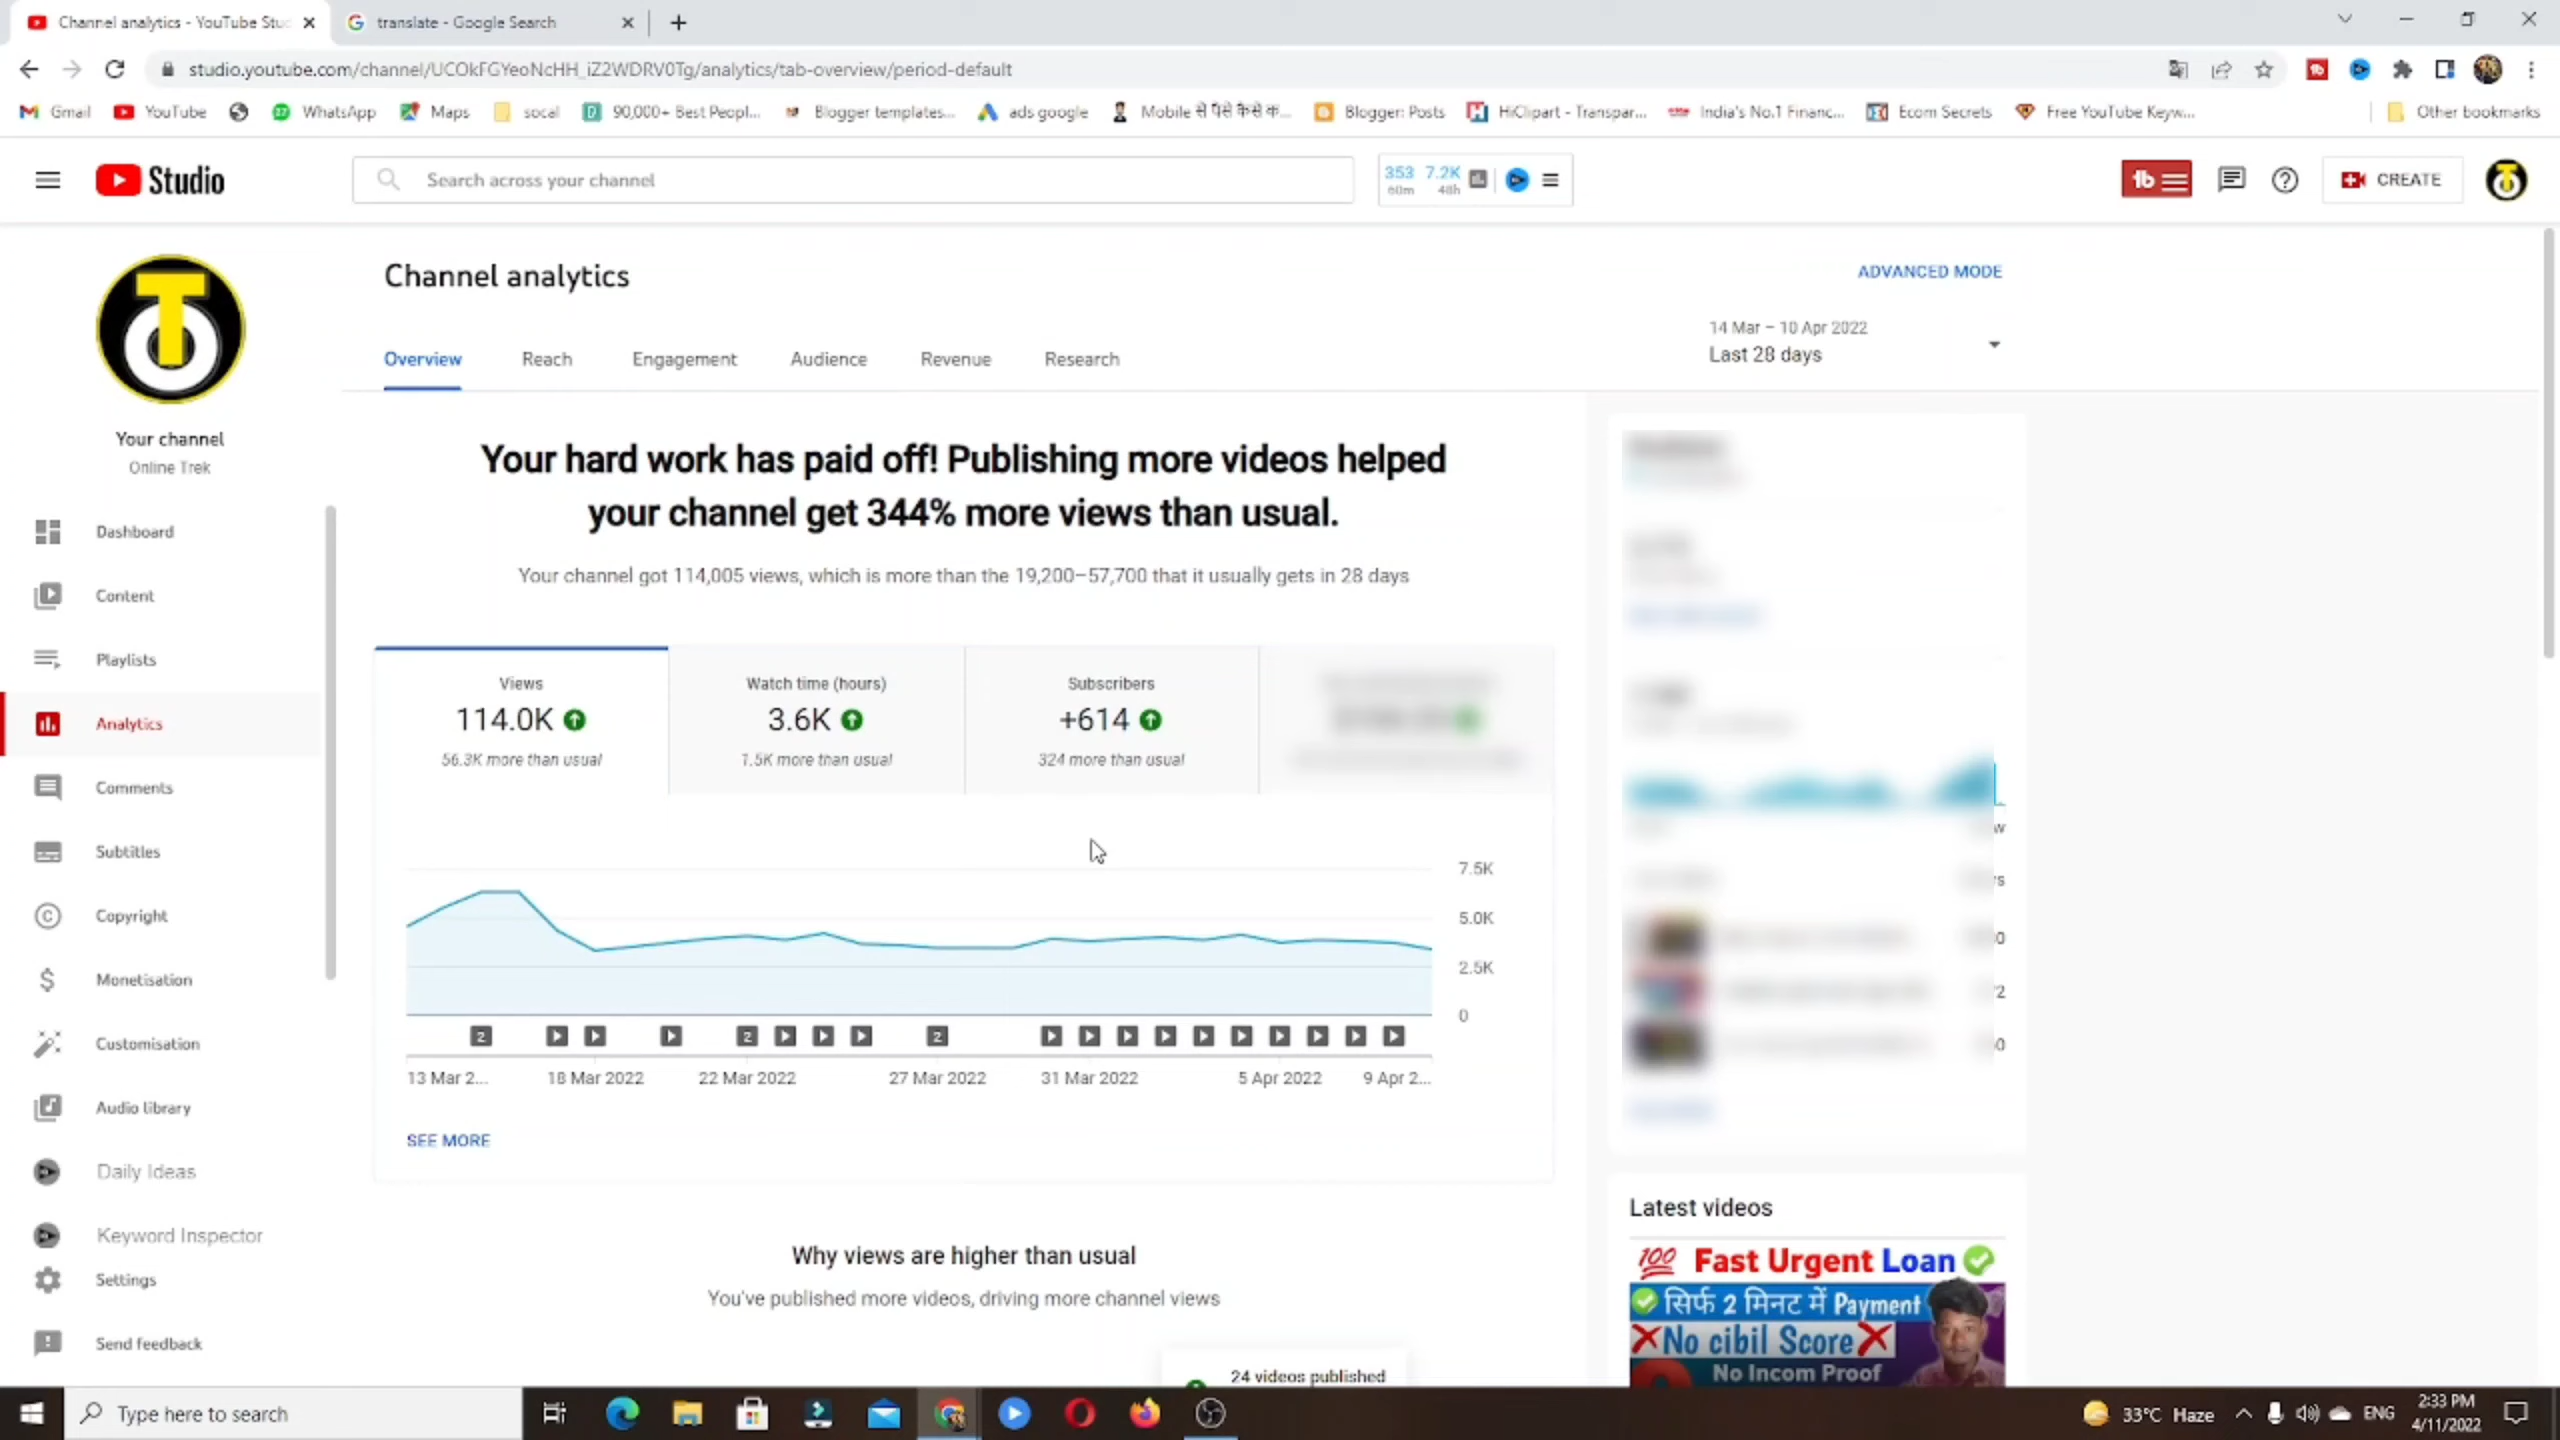 Channel analytics - YouTube Stu
translate - Google Search
studio.youtube.com/channel/UCOkFGYeoNcHH_iZ2WDRV0Tg/analytics/tab-overview/period-default
Gmail
YouTube
WhatsApp
Maps
socal
90,000+ Best Peopl...
Blogger templates...
ads google
Mobile से पैसे कैसे क...
Blogger: Posts
HiClipart - Transpar...
India's No.1 Financ...
Ecom Secrets
Free YouTube Keyw...
Other bookmarks
Studio
Search across your channel
353 7.2K
60m 48h
CREATE
Channel analytics
ADVANCED MODE
14 Mar – 10 Apr 2022
Last 28 days
Overview
Reach
Engagement
Audience
Revenue
Research
Your channel
Online Trek
Dashboard
Content
Playlists
Analytics
Comments
Subtitles
Copyright
Monetisation
Customisation
Audio library
Daily Ideas
Keyword Inspector
Settings
Send feedback
Your hard work has paid off! Publishing more videos helped
your channel get 344% more views than usual.
Your channel got 114,005 views, which is more than the 19,200–57,700 that it usually gets in 28 days
Views
114.0K
56.3K more than usual
Watch time (hours)
3.6K
1.5K more than usual
Subscribers
+614
324 more than usual
7.5K
5.0K
2.5K
0
2
2
2
13 Mar 2...
18 Mar 2022
22 Mar 2022
27 Mar 2022
31 Mar 2022
5 Apr 2022
9 Apr 2...
SEE MORE
Why views are higher than usual
You've published more videos, driving more channel views
24 videos published
Latest videos
100 Fast Urgent Loan
सिर्फ 2 मिनट में Payment
No cibil Score
No Incom Proof
Type here to search
33°C Haze
ENG
2:33 PM
4/11/2022